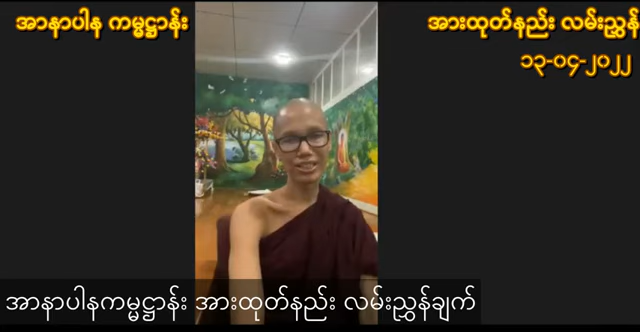 အာနာပါန ကမ္မဋ္ဌာန်း
အားထုတ်နည်း လမ်းညွှန်
၁၃-၀၄-၂၀၂၂
အာနာပါနကမ္မဋ္ဌာန်း အားထုတ်နည်း လမ်းညွှန်ချက်